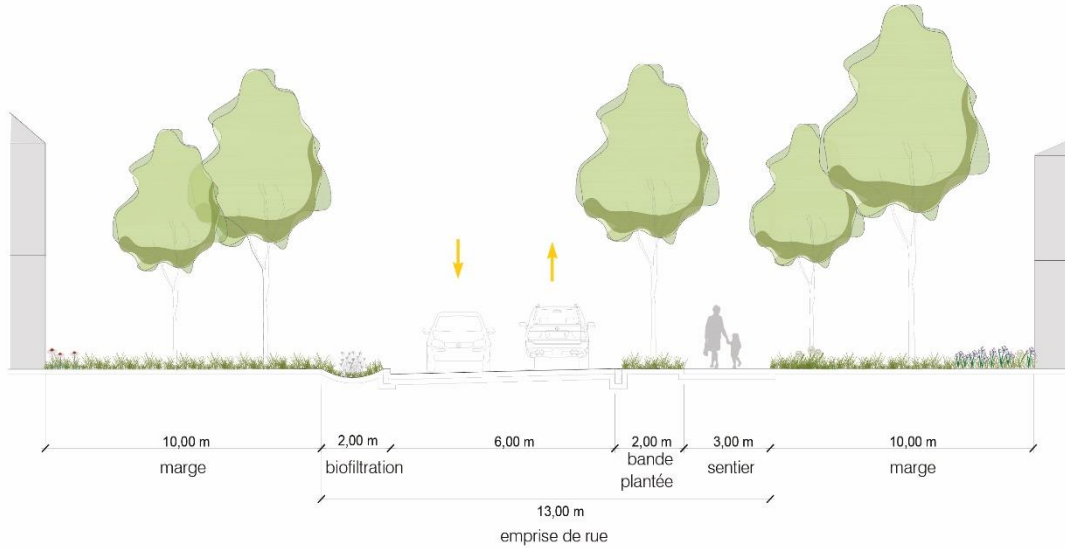 10,00 m
2,00 m
6,00 m
2,00 m
3,00 m
10,00 m
marge
biofiltration
bande
plantée
sentier
marge
13,00 m
emprise de rue